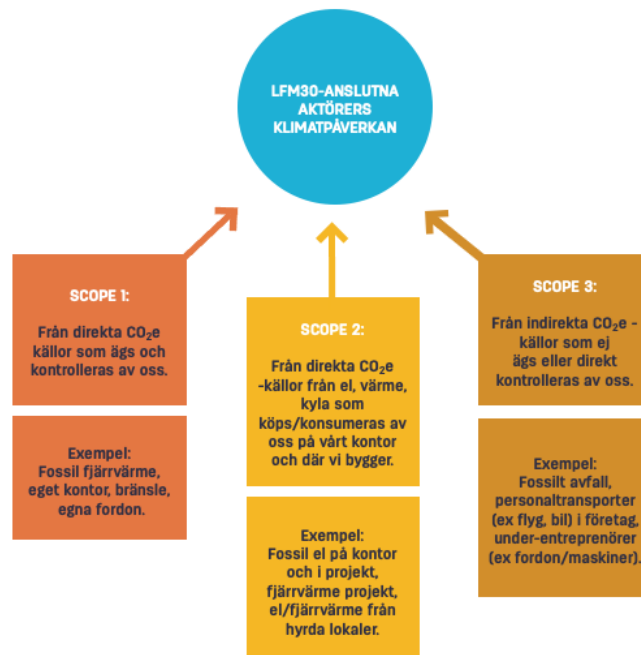 LFM30-ANSLUTNA
AKTÖRERS
KLIMATPÅVERKAN
SCOPE 1:
Från direkta CO₂e
källor som ägs och
kontrolleras av oss.
Exempel:
Fossil fjärrvärme,
eget kontor, bränsle,
egna fordon.
SCOPE 2:
Från direkta CO₂e
-källor från el, värme,
kyla som
köps/konsumeras av
oss på vårt kontor
och där vi bygger.
Exempel:
Fossil el på kontor
och i projekt,
fjärrvärme projekt,
el/fjärrvärme från
hyrda lokaler.
SCOPE 3:
Från indirekta CO₂e -
källor som ej
ägs eller direkt
kontrolleras av oss.
Exempel:
Fossilt avfall,
personaltransporter
(ex flyg, bil) i företag,
under-entreprenörer
(ex fordon/maskiner).